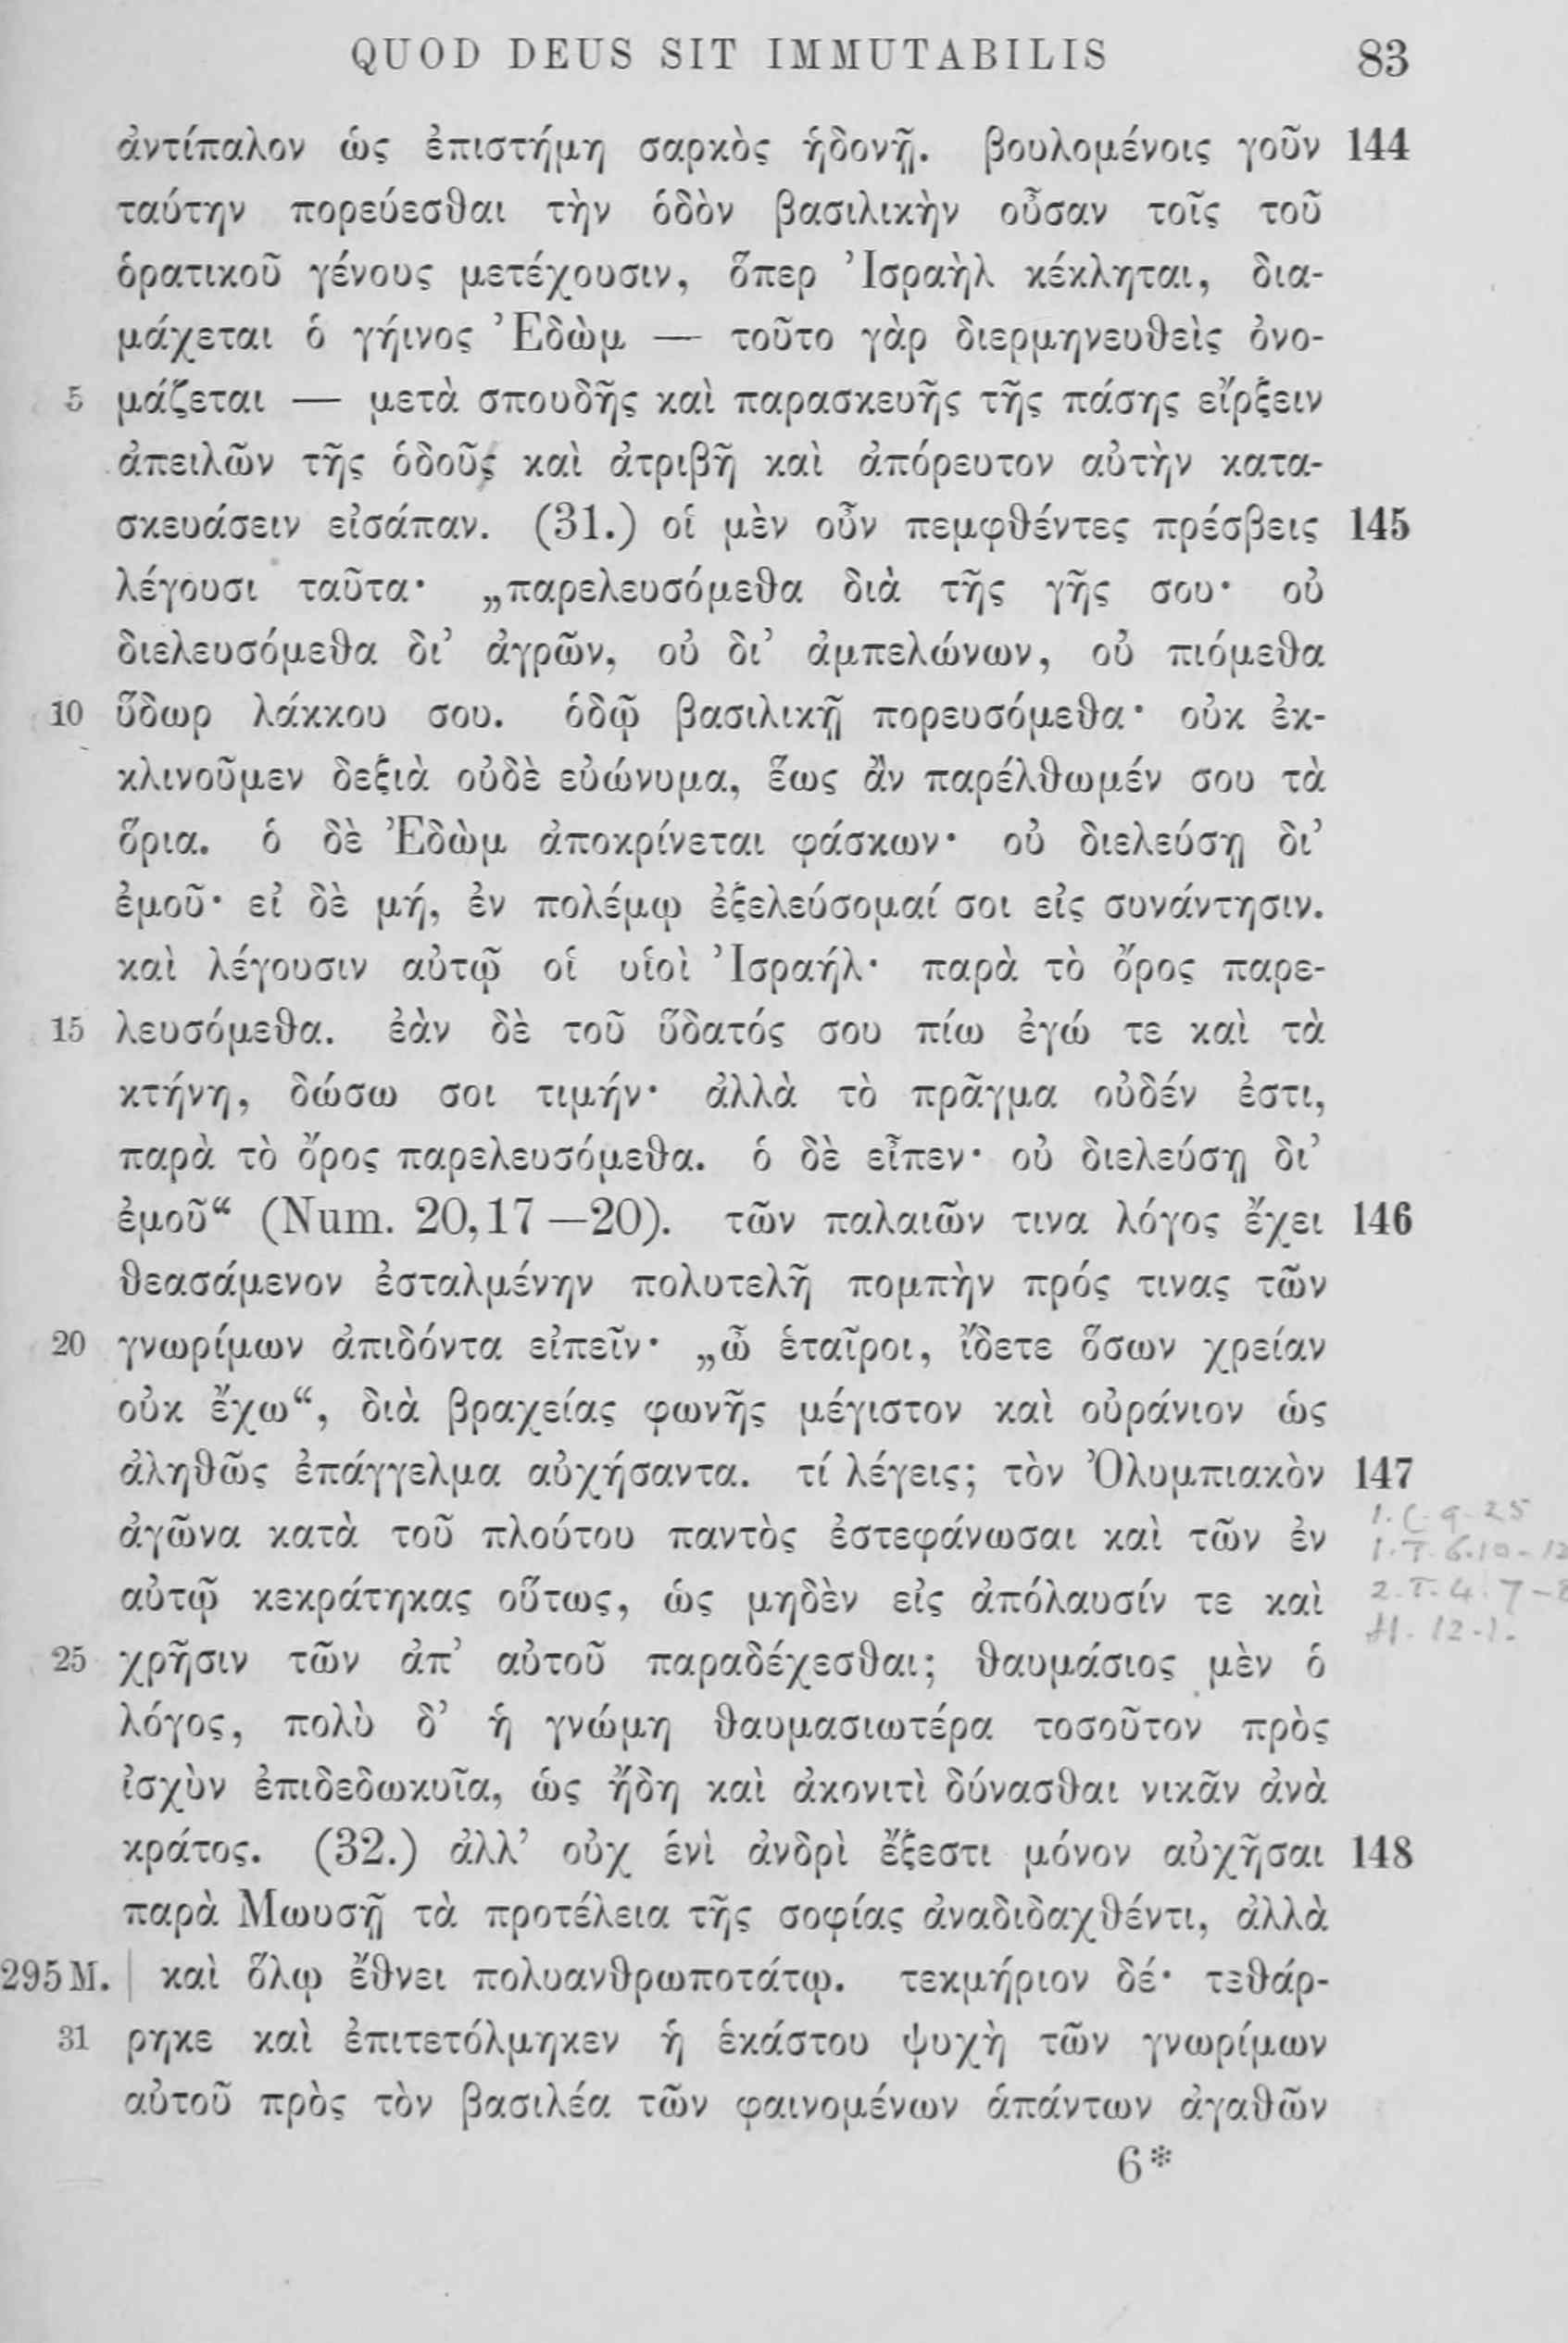 QUOD DEUS SIT IMMUTABILIS 83
ἀντίπαλον ὡς ἐπιστήμη σαρκὸς ἡδονῇ. βουλομένοις γοῦν 144
ταύτην πορεύεσθαι τὴν ὁδὸν βασιλικὴν οὖσαν τοῖς τοῦ
ὁρατικοῦ γένους μετέχουσιν, ὅπερ Ἰσραὴλ κέκληται, δια-
μάχεται ὁ γήινος Ἐδὼμ — τοῦτο γὰρ διερμηνευθεὶς ὀνο-
5 μάζεται — μετὰ σπουδῆς καὶ παρασκευῆς τῆς πάσης εἴρξειν
ἀπειλῶν τῆς ὁδοῦς καὶ ἀτριβῆ καὶ ἀπόρευτον αὐτὴν κατα-
σκευάσειν εἰσάπαν. (31.) οἱ μὲν οὖν πεμφθέντες πρέσβεις 145
λέγουσι ταῦτα· „παρελευσόμεθα διὰ τῆς γῆς σου· οὐ
διελευσόμεθα δι’ ἀγρῶν, οὐ δι’ ἀμπελώνων, οὐ πιόμεθα
10 ὕδωρ λάκκου σου. ὁδῷ βασιλικῇ πορευσόμεθα· οὐκ ἐκ-
κλινοῦμεν δεξιὰ οὐδὲ εὐώνυμα, ἕως ἂν παρέλθωμέν σου τὰ
ὅρια. ὁ δὲ Ἐδὼμ ἀποκρίνεται φάσκων· οὐ διελεύσῃ δι’
ἐμοῦ· εἰ δὲ μή, ἐν πολέμῳ ἐξελεύσομαί σοι εἰς συνάντησιν.
καὶ λέγουσιν αὐτῷ οἱ υἱοὶ Ἰσραήλ· παρὰ τὸ ὄρος παρε-
15 λευσόμεθα. ἐὰν δὲ τοῦ ὕδατός σου πίω ἐγώ τε καὶ τὰ
κτήνη, δώσω σοι τιμήν· ἀλλὰ τὸ πρᾶγμα οὐδέν ἐστι,
παρὰ τὸ ὄρος παρελευσόμεθα. ὁ δὲ εἶπεν· οὐ διελεύσῃ δι’
ἐμοῦ“ (Num. 20,17—20). τῶν παλαιῶν τινα λόγος ἔχει 146
θεασάμενον ἐσταλμένην πολυτελῆ πομπὴν πρός τινας τῶν
20 γνωρίμων ἀπιδόντα εἰπεῖν· „ὦ ἑταῖροι, ἴδετε ὅσων χρείαν
οὐκ ἔχω“, διὰ βραχείας φωνῆς μέγιστον καὶ οὐράνιον ὡς
ἀληθῶς ἐπάγγελμα αὐχήσαντα. τί λέγεις; τὸν Ὀλυμπιακὸν 147
ἀγῶνα κατὰ τοῦ πλούτου παντὸς ἐστεφάνωσαι καὶ τῶν ἐν
αὐτῷ κεκράτηκας οὕτως, ὡς μηδὲν εἰς ἀπόλαυσίν τε καὶ
25 χρῆσιν τῶν ἀπ’ αὐτοῦ παραδέχεσθαι; θαυμάσιος μὲν ὁ
λόγος, πολὺ δ’ ἡ γνώμη θαυμασιωτέρα τοσοῦτον πρὸς
ἰσχὺν ἐπιδεδωκυῖα, ὡς ἤδη καὶ ἀκονιτὶ δύνασθαι νικᾶν ἀνὰ
κράτος. (32.) ἀλλ’ οὐχ ἑνὶ ἀνδρὶ ἔξεστι μόνον αὐχῆσαι 148
παρὰ Μωυσῇ τὰ προτέλεια τῆς σοφίας ἀναδιδαχθέντι, ἀλλὰ
295 M. | καὶ ὅλῳ ἔθνει πολυανθρωποτάτῳ. τεκμήριον δέ· τεθάρ-
31 ρηκε καὶ ἐπιτετόλμηκεν ἡ ἑκάστου ψυχὴ τῶν γνωρίμων
αὐτοῦ πρὸς τὸν βασιλέα τῶν φαινομένων ἁπάντων ἀγαθῶν
6*
1. C. 9-25
1. T. 6.10-12
2. T. 4. 7-8
H. 12-1.